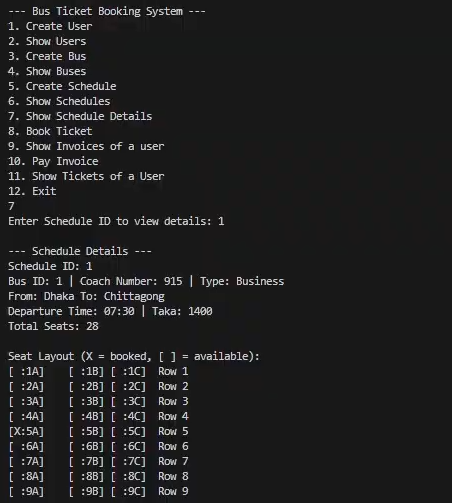 --- Bus Ticket Booking System ---
1. Create User
2. Show Users
3. Create Bus
4. Show Buses
5. Create Schedule
6. Show Schedules
7. Show Schedule Details
8. Book Ticket
9. Show Invoices of a user
10. Pay Invoice
11. Show Tickets of a User
12. Exit
7
Enter Schedule ID to view details: 1

--- Schedule Details ---
Schedule ID: 1
Bus ID: 1 | Coach Number: 915 | Type: Business
From: Dhaka To: Chittagong
Departure Time: 07:30 | Taka: 1400
Total Seats: 28

Seat Layout (X = booked, [ ] = available):
[ :1A]    [ :1B] [ :1C]  Row 1
[ :2A]    [ :2B] [ :2C]  Row 2
[ :3A]    [ :3B] [ :3C]  Row 3
[ :4A]    [ :4B] [ :4C]  Row 4
[X:5A]    [ :5B] [ :5C]  Row 5
[ :6A]    [ :6B] [ :6C]  Row 6
[ :7A]    [ :7B] [ :7C]  Row 7
[ :8A]    [ :8B] [ :8C]  Row 8
[ :9A]    [ :9B] [ :9C]  Row 9